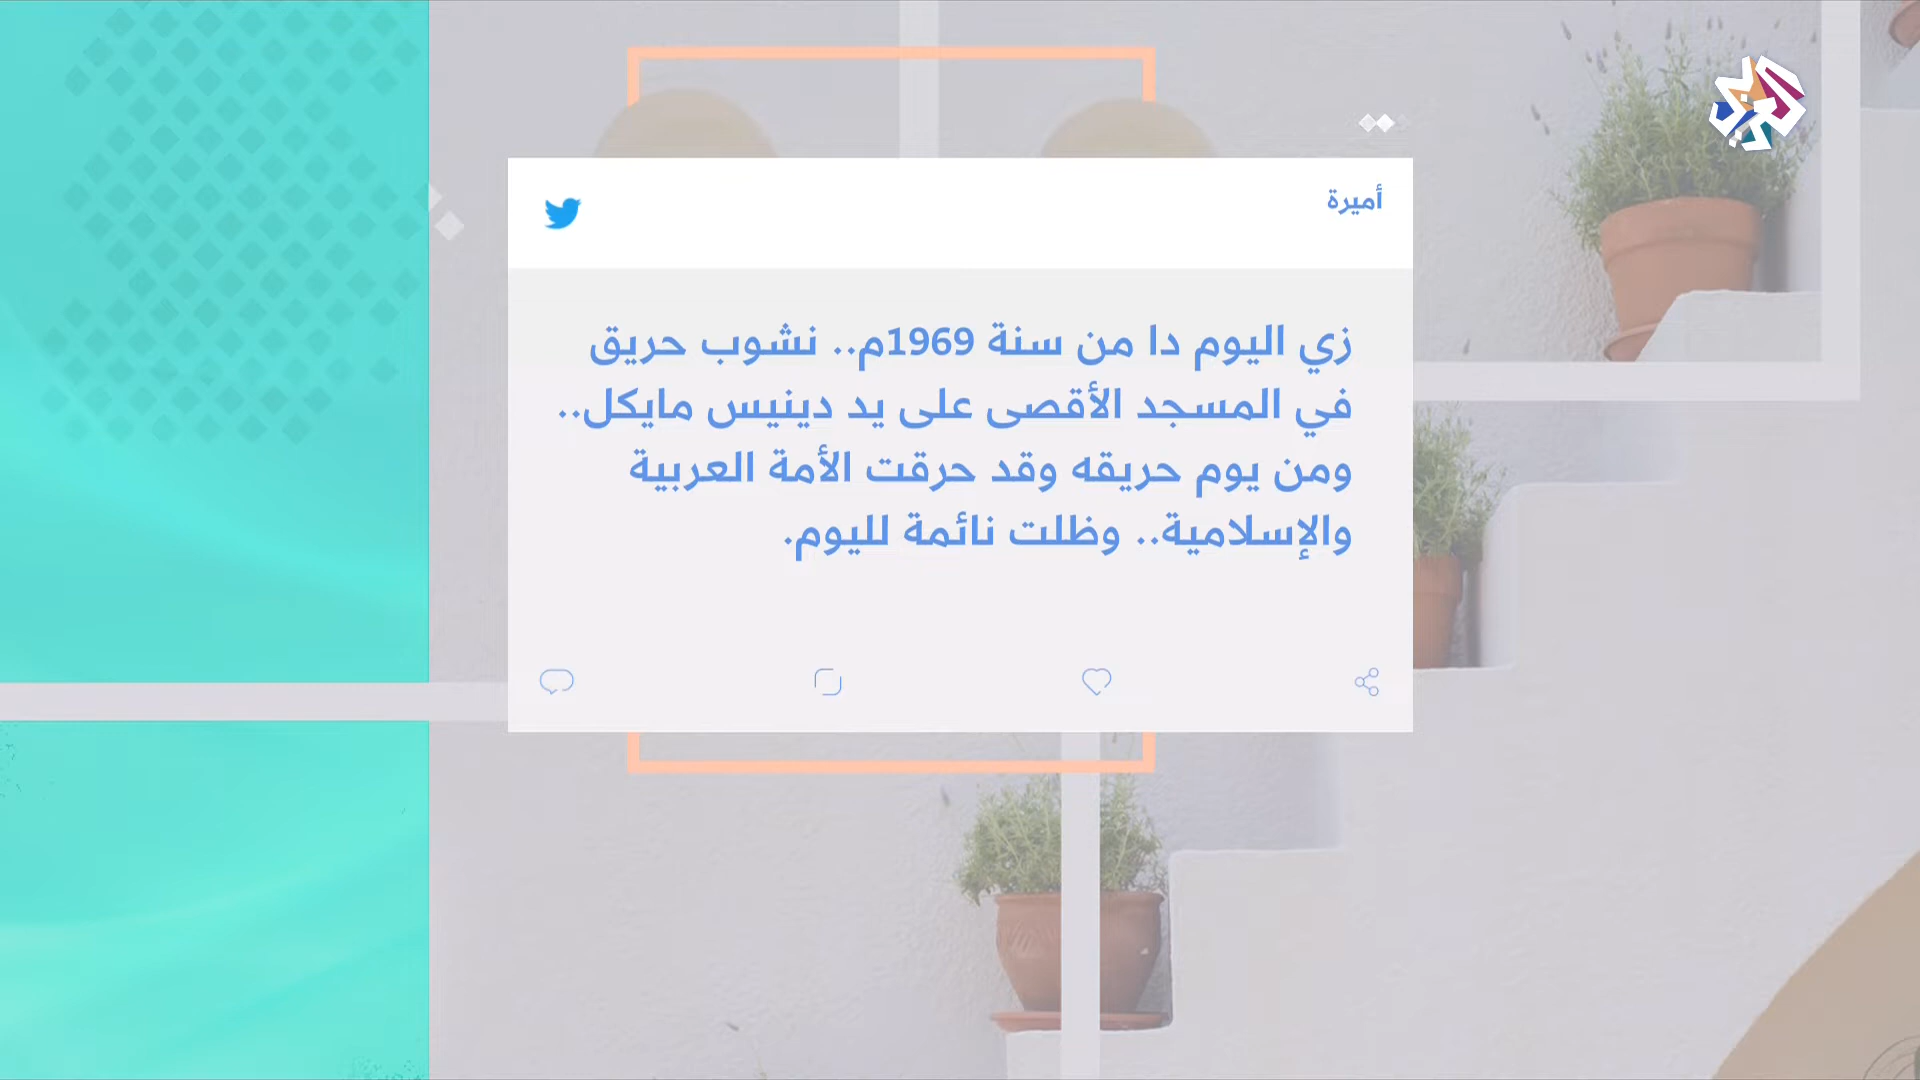 أميرة
زي اليوم دا من سنة 1969م.. نشوب حريق
في المسجد الأقصى على يد دينيس مايكل..
ومن يوم حريقه وقد حرقت الأمة العربية
والإسلامية.. وظلت نائمة لليوم.